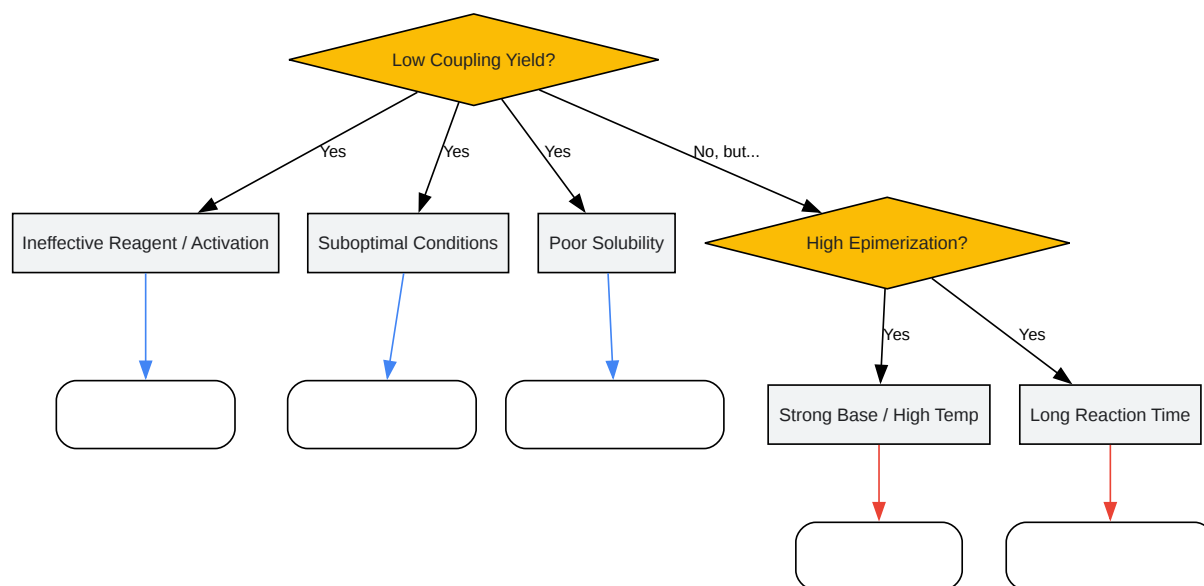 Low Coupling Yield?
Yes
Yes
Yes
No, but...
Ineffective Reagent / Activation
Suboptimal Conditions
Poor Solubility
High Epimerization?
Yes
Yes
Strong Base / High Temp
Long Reaction Time